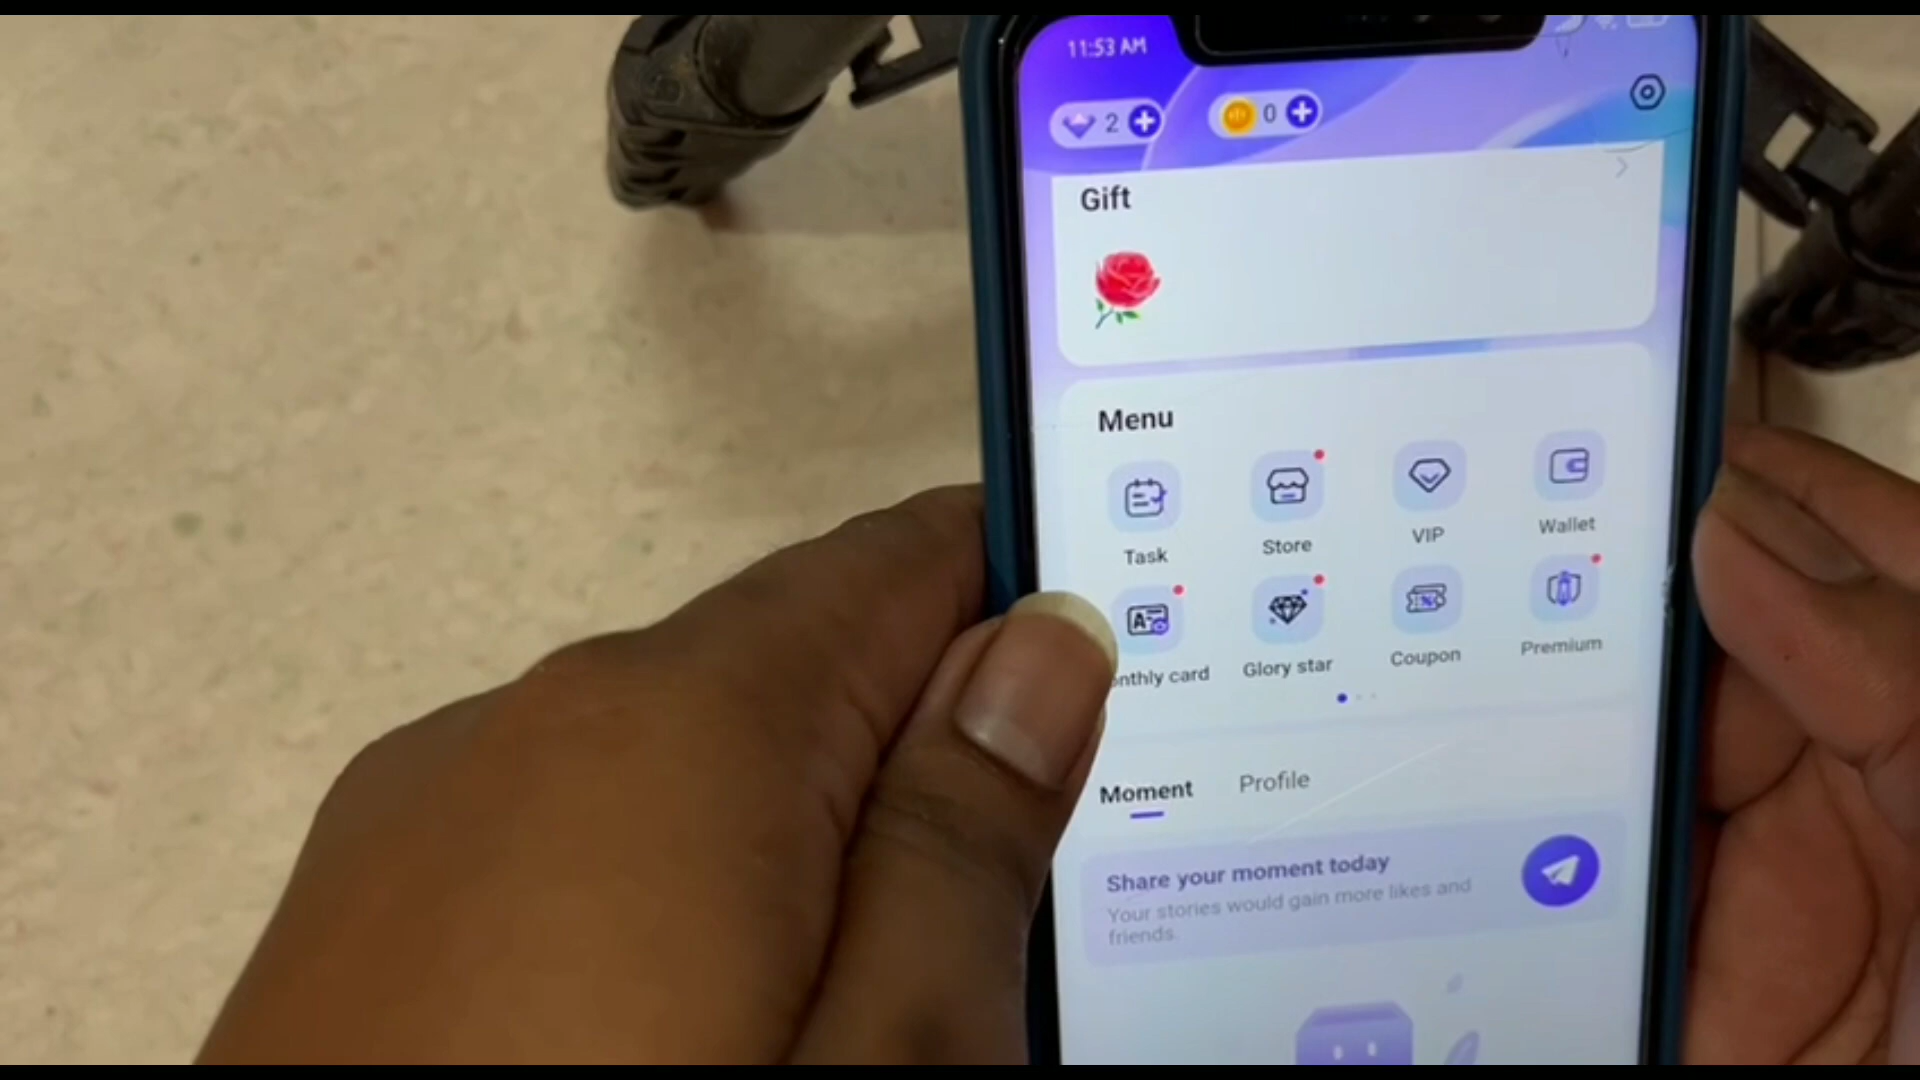 11:53 AM
2
0
Gift
Menu
Task
Store
VIP
Wallet
nthly card
Glory star
Coupon
Premium
Moment
Profile
Share your moment today
Your stories would gain more likes and
friends.